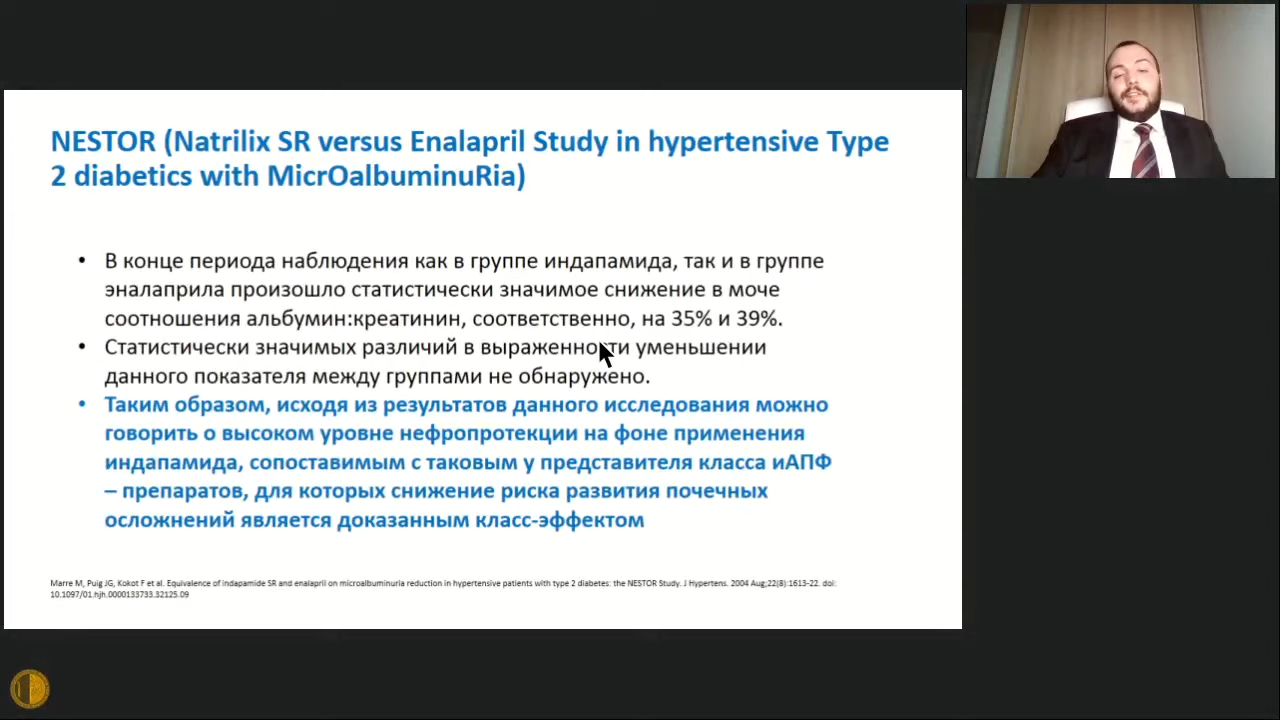 NESTOR (Natrilix SR versus Enalapril Study in hypertensive Type
2 diabetics with MicrOalbuminuRia)
• В конце периода наблюдения как в группе индапамида, так и в группе
эналаприла произошло статистически значимое снижение в моче
соотношения альбумин:креатинин, соответственно, на 35% и 39%.
• Статистически значимых различий в выраженности уменьшении
данного показателя между группами не обнаружено.
• Таким образом, исходя из результатов данного исследования можно
говорить о высоком уровне нефропротекции на фоне применения
индапамида, сопоставимым с таковым у представителя класса иАПФ
– препаратов, для которых снижение риска развития почечных
осложнений является доказанным класс-эффектом
Marre M, Puig JG, Kokot F et al. Equivalence of indapamide SR and enalapril on microalbuminuria reduction in hypertensive patients with type 2 diabetes: the NESTOR Study. J Hypertens. 2004 Aug;22(8):1613-22. doi:
10.1097/01.hjh.0000133733.32125.09